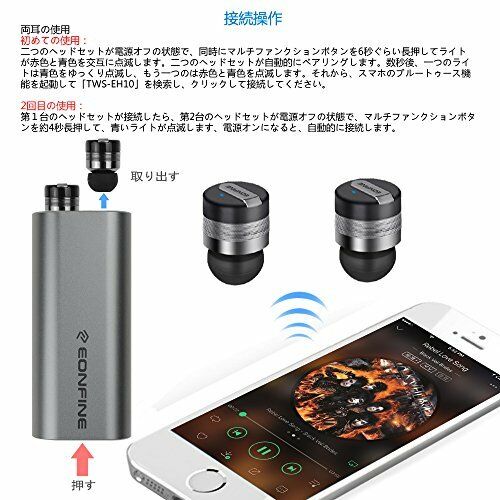 接続操作
両耳の使用
初めての使用：
二つのヘッドセットが電源オフの状態で、同時にマルチファンクションボタンを6秒ぐらい長押してライト
が赤色と青色を交互に点滅します。二つのヘッドセットが自動的にペアリングします。数秒後、一つのライ
トは青色をゆっくり点滅し、もう一つのは赤色と青色を点滅します。それから、スマホのブルートゥース機
能を起動して「TWS-EH10」を検索し、クリックして接続してください。
2回目の使用：
第１台のヘッドセットが接続したら、第2台のヘッドセットが電源オフの状態で、マルチファンクションボタ
ンを約4秒長押して、青いライトが点滅します、電源オンになると、自動的に接続します。
取り出す
EONFINE
押す
Rebel Love Song
Black Veil Brides